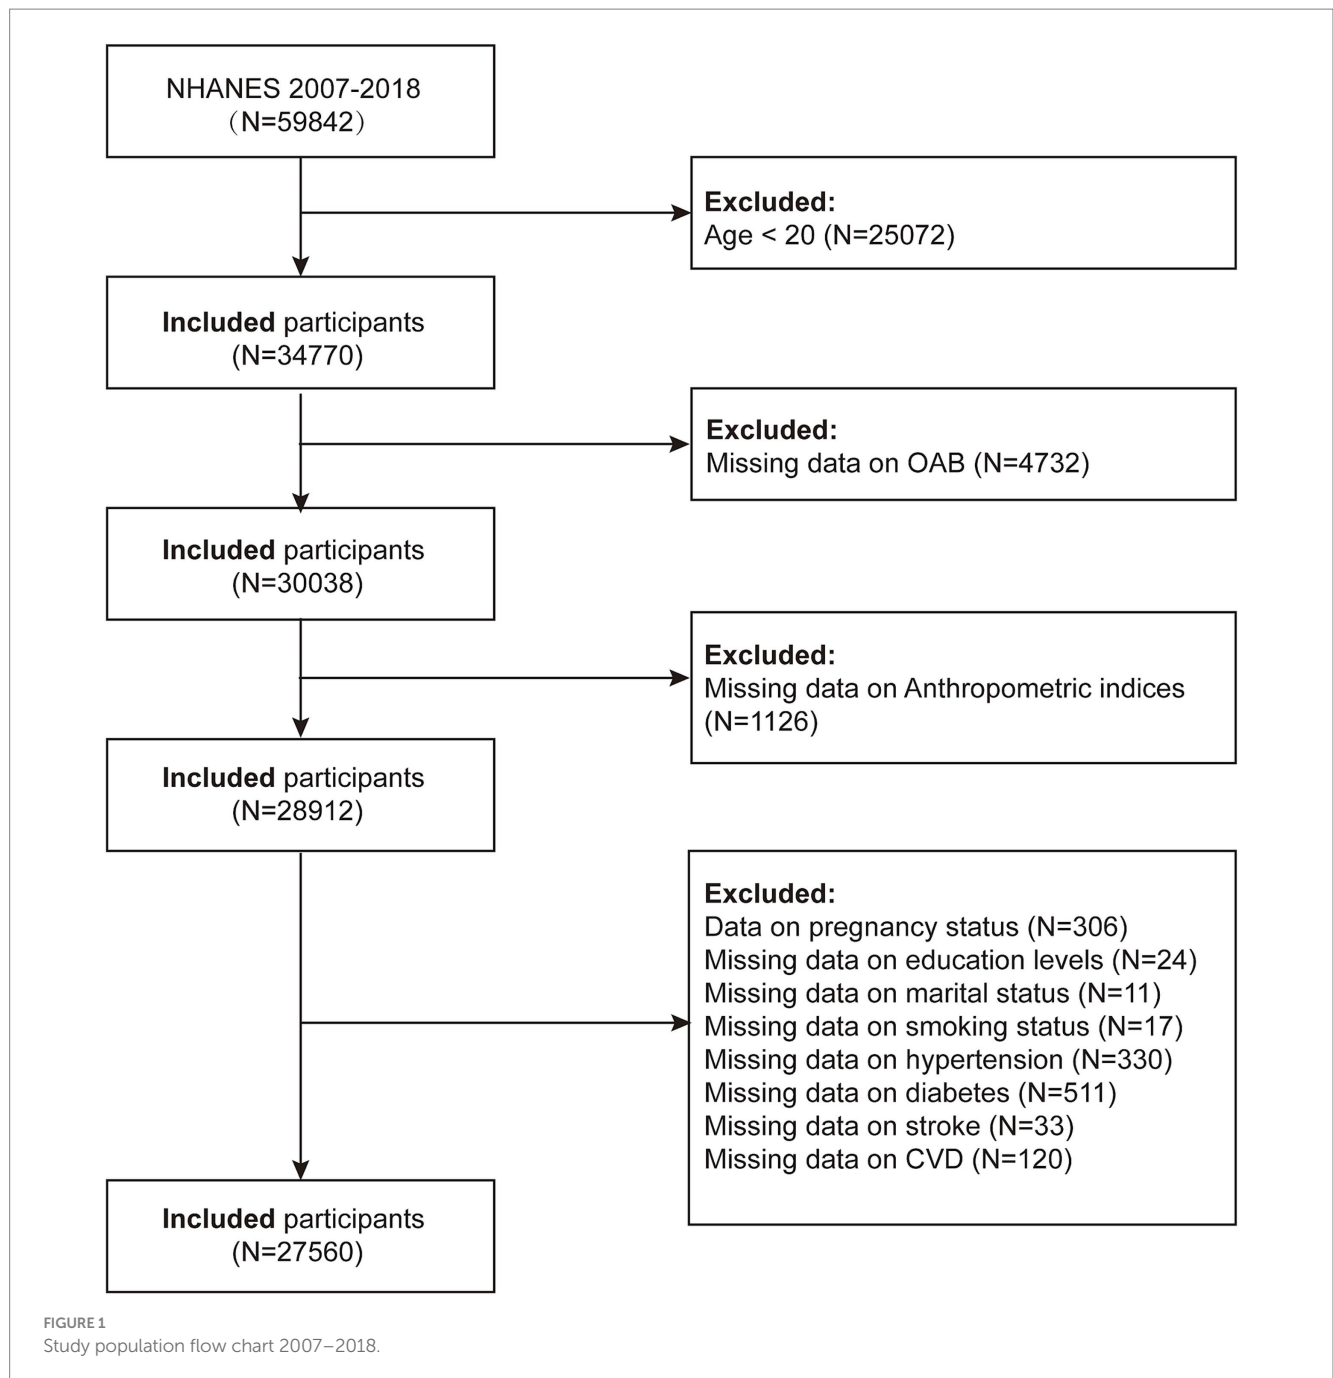 NHANES 2007-2018
（N=59842）
Excluded:
Age < 20 (N=25072)
Included participants
(N=34770)
Excluded:
Missing data on OAB (N=4732)
Included participants
(N=30038)
Excluded:
Missing data on Anthropometric indices
(N=1126)
Included participants
(N=28912)
Excluded:
Data on pregnancy status (N=306)
Missing data on education levels (N=24)
Missing data on marital status (N=11)
Missing data on smoking status (N=17)
Missing data on hypertension (N=330)
Missing data on diabetes (N=511)
Missing data on stroke (N=33)
Missing data on CVD (N=120)
Included participants
(N=27560)
FIGURE 1
Study population flow chart 2007–2018.